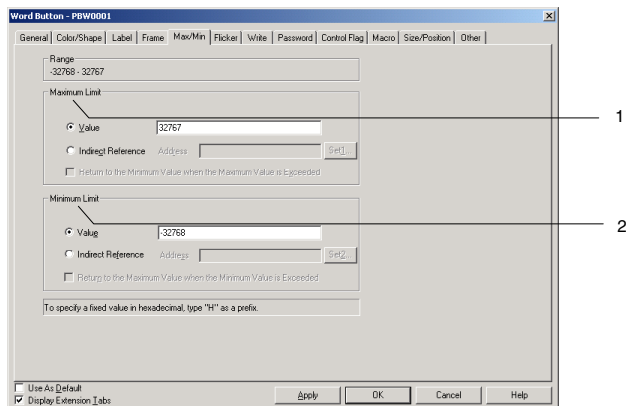 Word Button - PBW0001
General Color/Shape Label Frame Max/Min Flicker Write Password Control Flag Macro Size/Position Other
Range
-32768 - 32767
Maximum Limit
1
Value 32767
Indirect Reference Address Set1...
Return to the Minimum Value when the Maximum Value is Exceeded
Minimum Limit
2
Value -32768
Indirect Reference Address Set2...
Return to the Maximum Value when the Minimum Value is Exceeded
To specify a fixed value in hexadecimal, type "H" as a prefix.
Use As Default
Display Extension Tabs
Apply OK Cancel Help